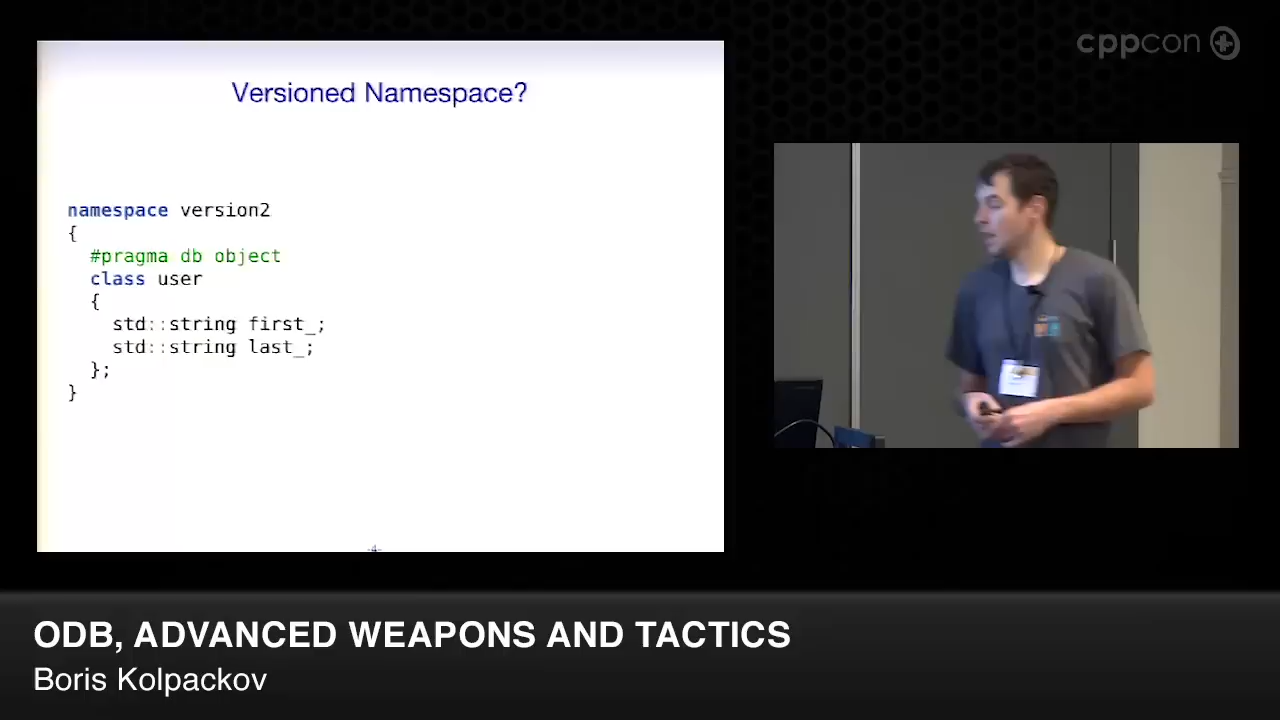 cppcon
Versioned Namespace?
namespace version2
{
#pragma db object
class user
{
std::string first_;
std::string last_;
};
}
ODB, ADVANCED WEAPONS AND TACTICS
Boris Kolpackov